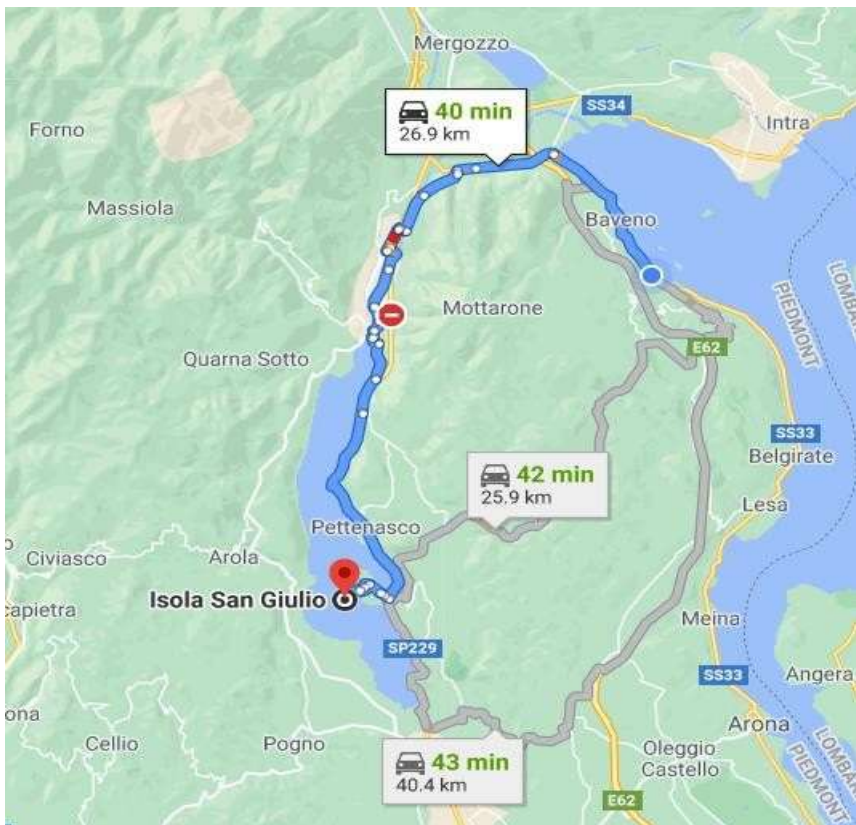 Mergozzo
40 min
26.9 km
SS34
Intra
Forno
Massiola
Baveno
PIEDMONT
LOMBAR
Mottarone
Quarna Sotto
E62
SS33
Belgirate
42 min
25.9 km
Lesa
Pettenasco
Civiasco
Arola
Isola San Giulio
capietra
Meina
SP229
SS33
Angera
ona
Cellio
Pogno
43 min
40.4 km
Arona
Oleggio
Castello
E62
PIEDMONT
LOMBAR